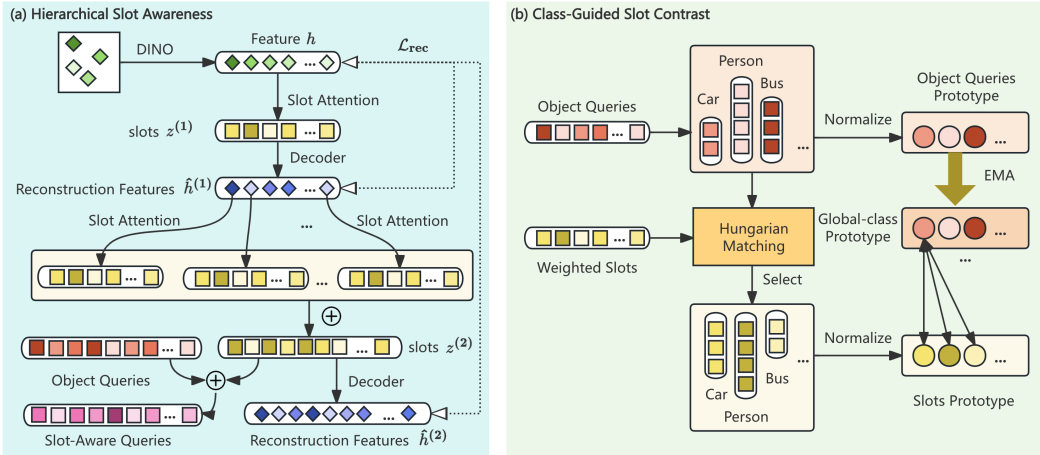 (a) Hierarchical Slot Awareness
DINO
Feature h
ℒrec
Slot Attention
slots z⁽¹⁾
Decoder
Reconstruction Features ĥ⁽¹⁾
Slot Attention
Slot Attention
...
...
slots z⁽²⁾
Object Queries
Decoder
Slot-Aware Queries
Reconstruction Features ĥ⁽²⁾
(b) Class-Guided Slot Contrast
Object Queries
Person
Car
Bus
...
Normalize
Object Queries
Prototype
...
EMA
Weighted Slots
Hungarian
Matching
Global-class
Prototype
...
...
Select
Car
Person
Bus
...
Normalize
...
Slots Prototype